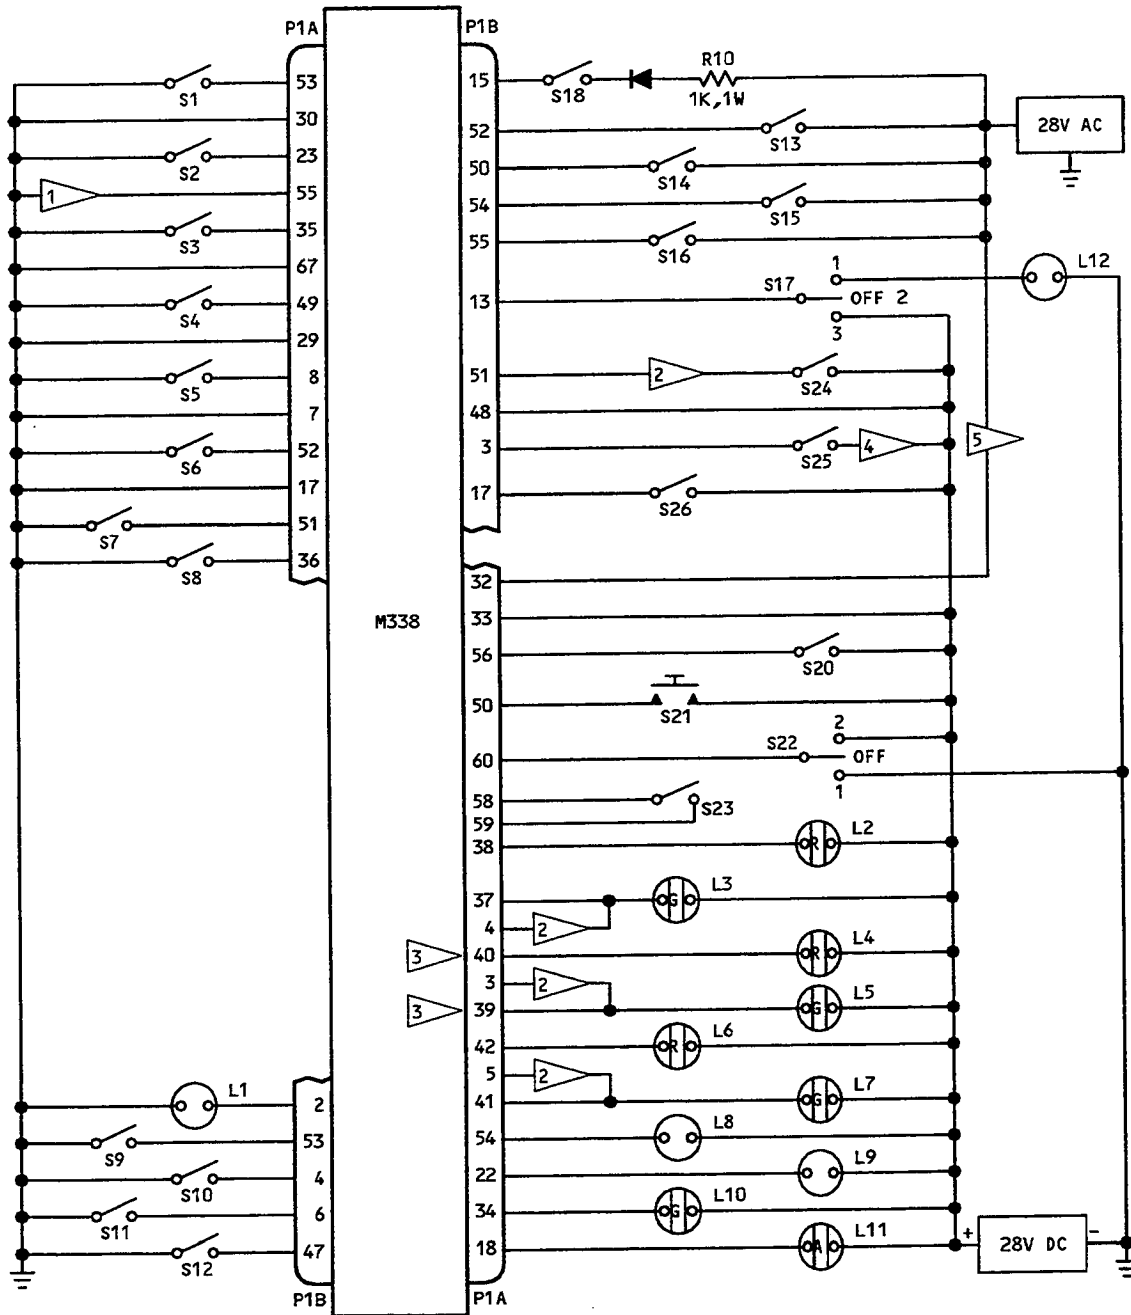 P1A P1B
S1 53 15 S18 R10 1K,1W
30 28V AC
52 S13
S2 23
50 S14
1 55
54 S15
S3 35
55 S16
67
1 L12
S4 49 13 S17 OFF 2
3
29
S5 8 51 2 S24
7 48
S6 52 3 S25 4 5
17 17 S26
S7 51
S8 36
32
M338 33
56 S20
50 S21
2
60 S22 OFF
1
58 S23
59
38 R L2
37 G L3
4 2
3 40 R L4
3 2
3 39 G L5
42 R L6
5 2
41 G L7
L1 2
54 L8
S9 53
22 L9
S10 4
34 G L10
S11 6
18 A L11 + 28V DC -
S12 47
P1B P1A